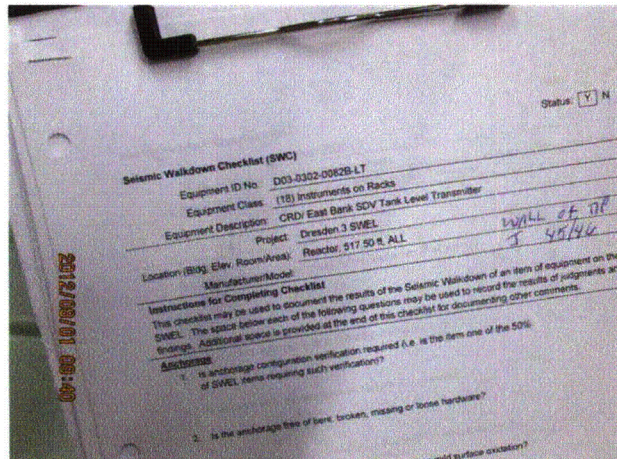 Status: Y N
Seismic Walkdown Checklist (SWC)
Equipment ID No. D03-0302-0082B-LT
Equipment Class (18) Instruments on Racks
Equipment Description: CRD/ East Bank SDV Tank Level Transmitter
Project: Dresden 3 SWEL
Location (Bldg, Elev, Room/Area): Reactor, 517.50 ft, ALL
WALL of
J 45/46
Manufacturer/Model:
Instructions for Completing Checklist
This checklist may be used to document the results of the Seismic Walkdown of an item of equipment on the
SWEL. The space below each of the following questions may be used to record the results of judgments and
findings. Additional space is provided at the end of this checklist for documenting other comments.
Anchorage
1. Is anchorage configuration verification required (i.e. is the item one of the 50%
of SWEL items requiring such verification)?
2. Is the anchorage free of bent, broken, missing or loose hardware?
surface oxidation?
2012/08/01 08:40